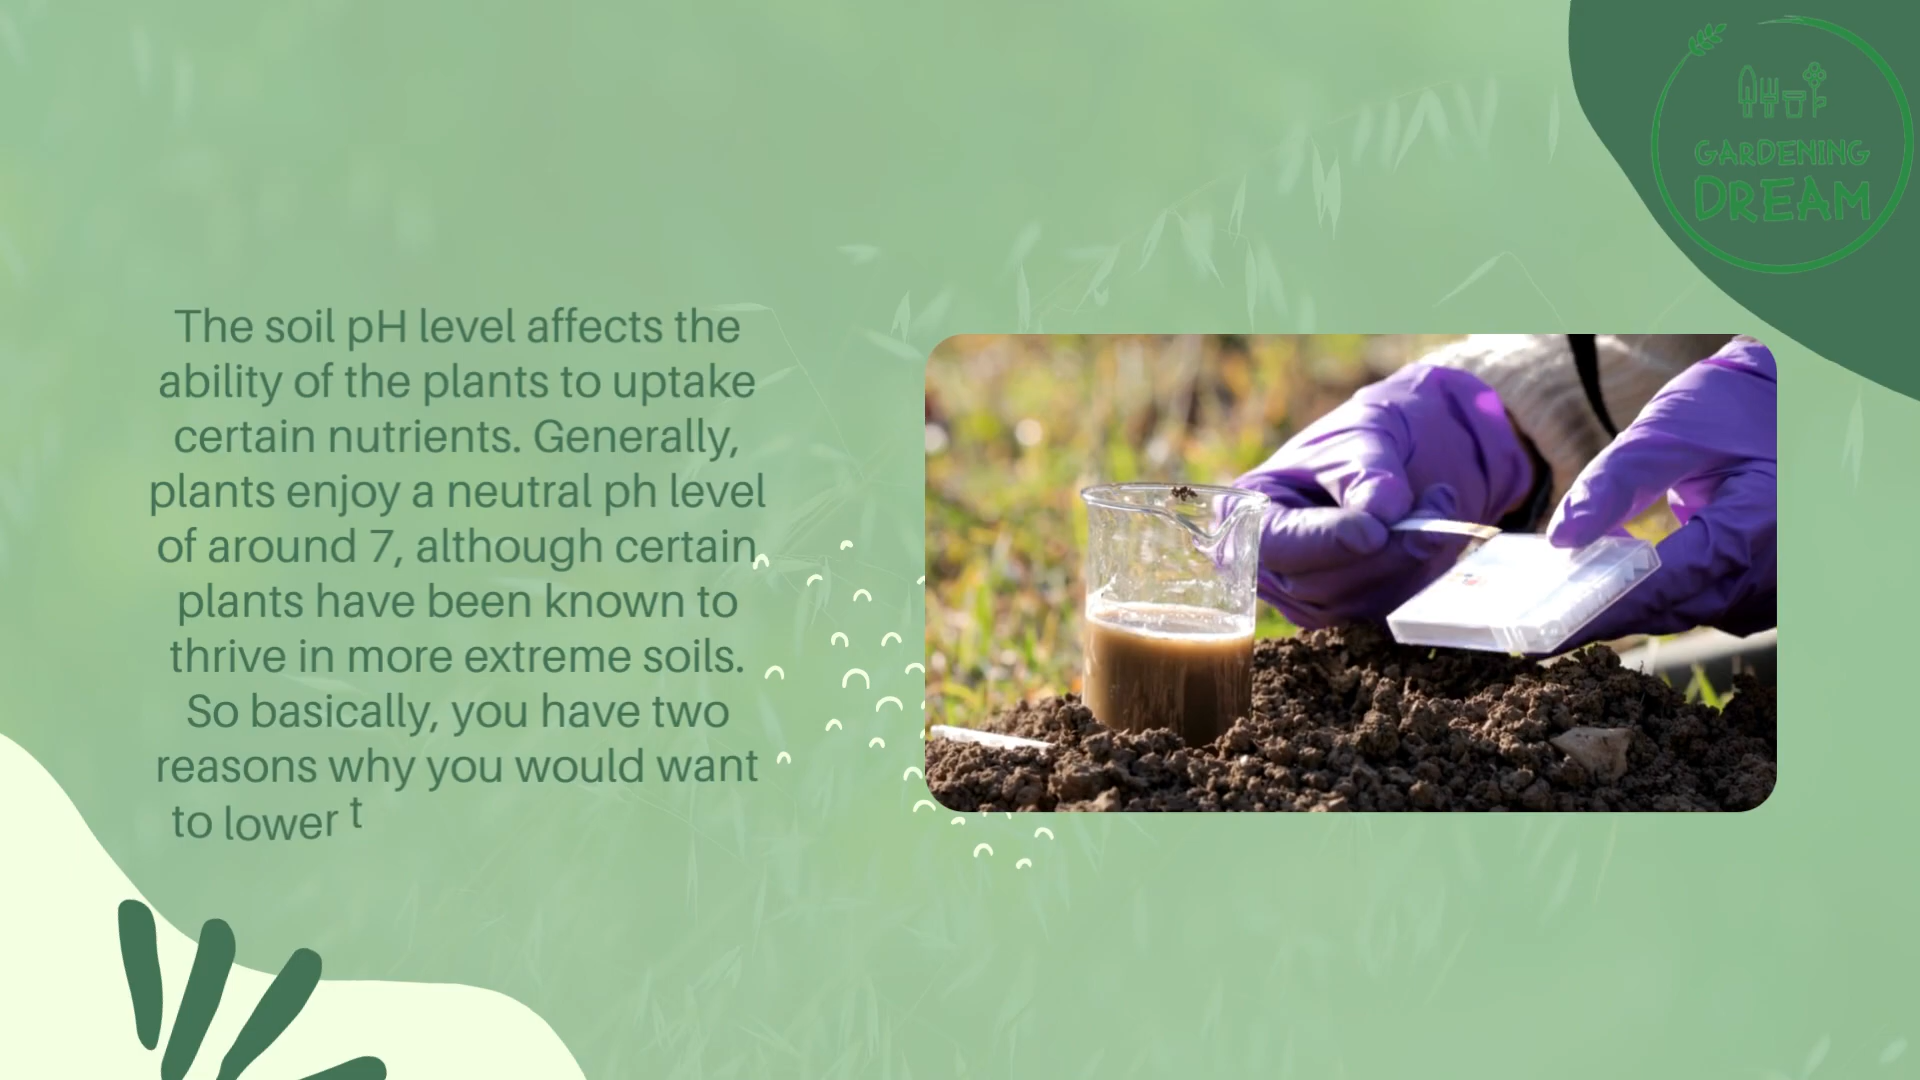 The soil pH level affects the
ability of the plants to uptake
certain nutrients. Generally,
plants enjoy a neutral ph level
of around 7, although certain
plants have been known to
thrive in more extreme soils.
So basically, you have two
reasons why you would want
to lower t
GARDENING
DREAM